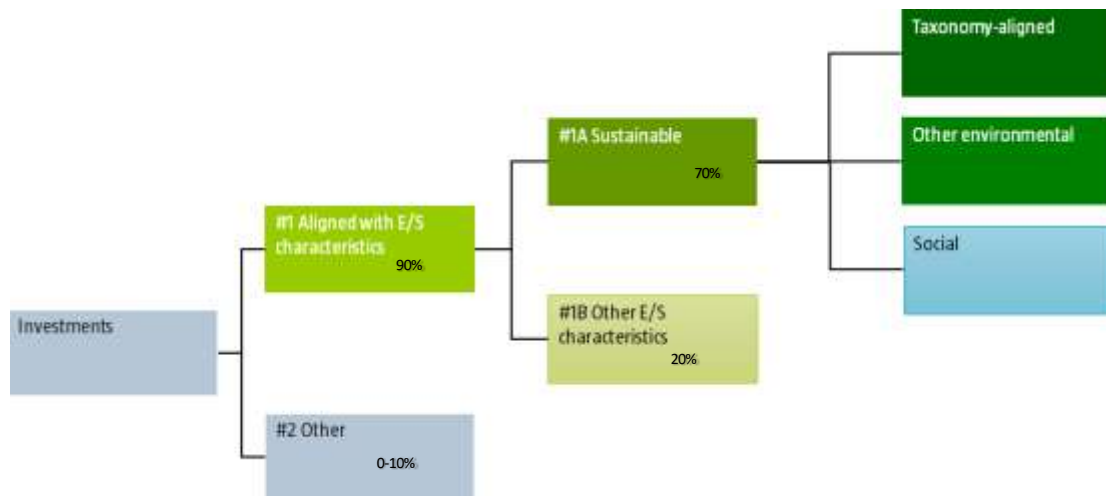 Taxonomy-aligned
#1A Sustainable
70%
Other environmental
#1 Aligned with E/S
characteristics
90%
Social
Investments
#1B Other E/S
characteristics
20%
#2 Other
0-10%